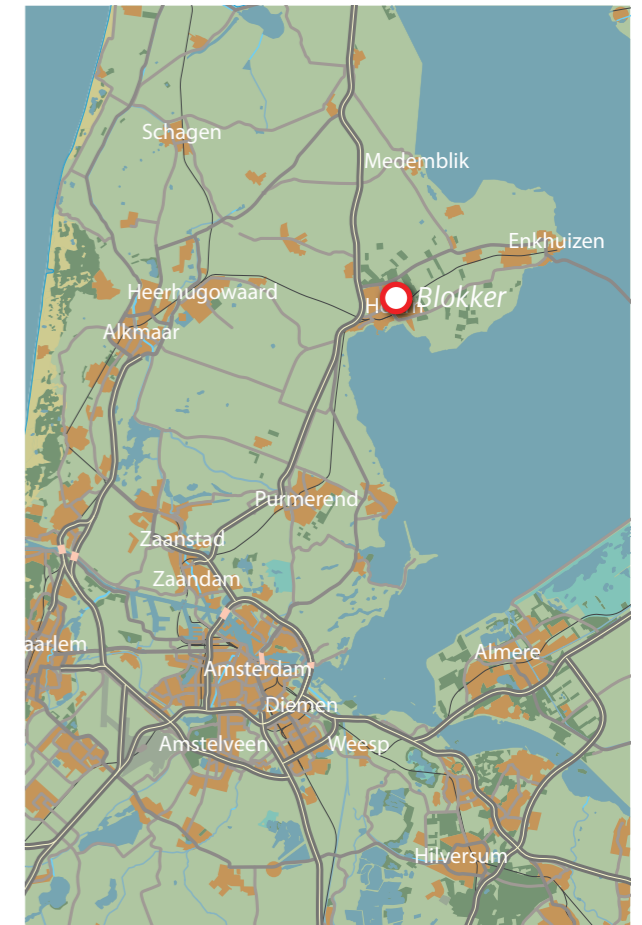 Schagen
Medemblik
Enkhuizen
Heerhugowaard
Blokker
Alkmaar
Purmerend
Zaanstad
Zaandam
aarlem
Almere
Amsterdam
Diemen
Amstelveen
Weesp
Hilversum